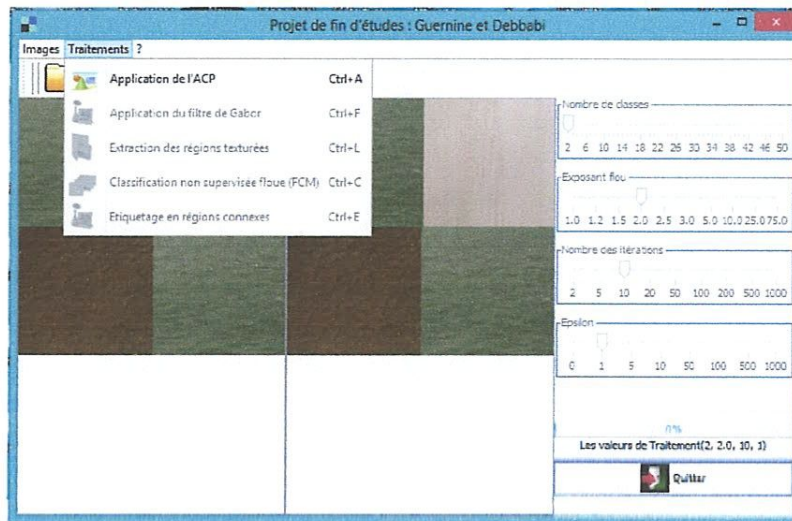 Projet de fin d'études : Guernine et Debbabi
Images Traitements ?
Application de l'ACP Ctrl+A
Application du filtre de Gabor Ctrl+F
Extraction des régions texturées Ctrl+L
Classification non supervisée floue (FCM) Ctrl+C
Etiquetage en régions connexes Ctrl+E
Nombre de classes
2 6 10 14 18 22 26 30 34 38 42 46 50
Exposant flou
1.0 1.2 1.5 2.0 2.5 3.0 5.0 10.0 25.0 75.0
Nombre des itérations
2 5 10 20 50 100 200 500 1000
Epsilon
0 1 5 10 50 100 500 1000
0%
Les valeurs de Traitement(2, 2.0, 10, 1)
Quitter